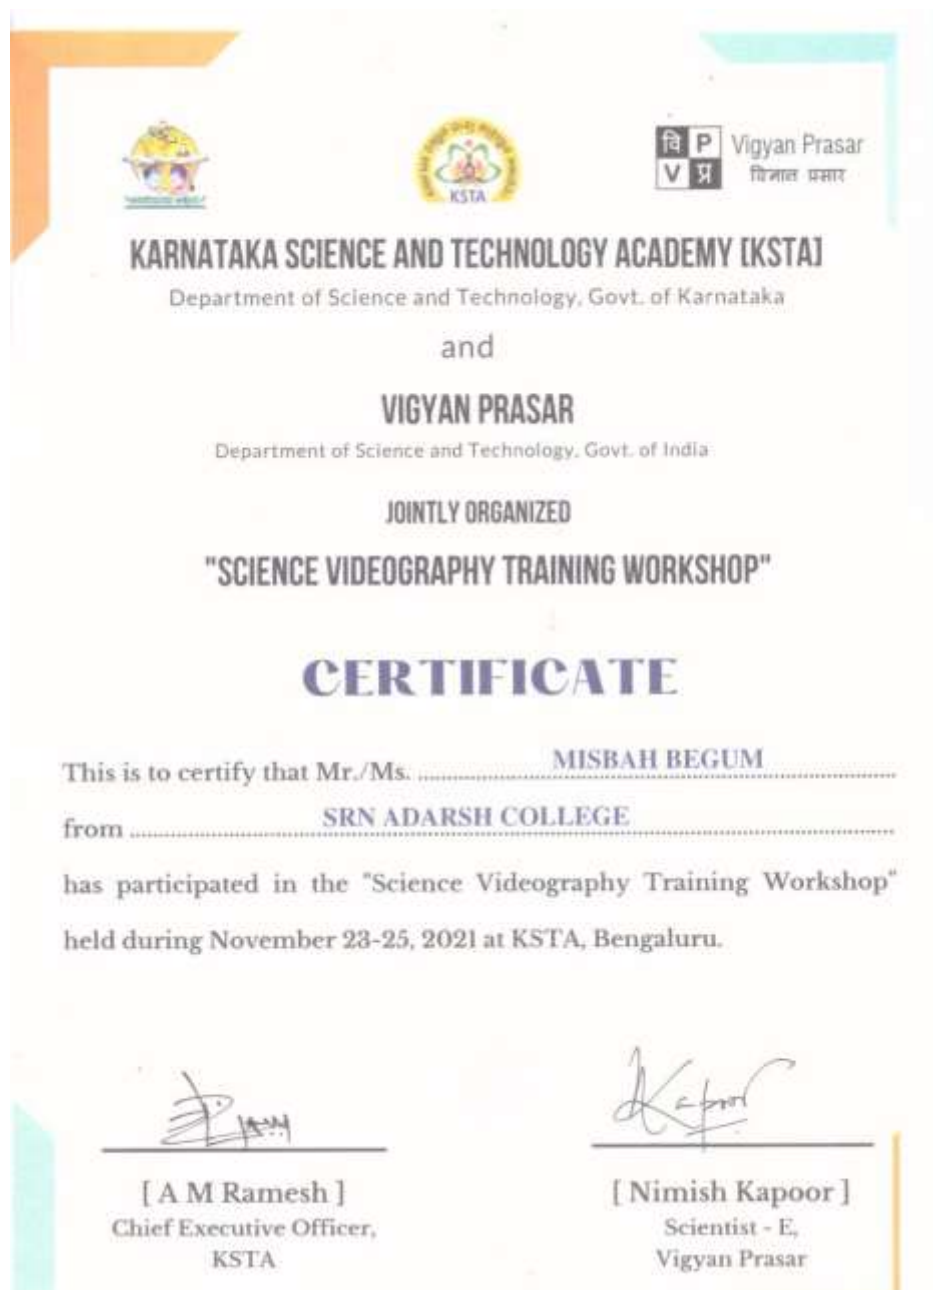 KSTA
वि P
V प्र
Vigyan Prasar
विज्ञान प्रसार
KARNATAKA SCIENCE AND TECHNOLOGY ACADEMY [KSTA]
Department of Science and Technology, Govt. of Karnataka
and
VIGYAN PRASAR
Department of Science and Technology, Govt. of India
JOINTLY ORGANIZED
"SCIENCE VIDEOGRAPHY TRAINING WORKSHOP"
CERTIFICATE
This is to certify that Mr./Ms. MISBAH BEGUM
from SRN ADARSH COLLEGE
has participated in the "Science Videography Training Workshop"
held during November 23-25, 2021 at KSTA, Bengaluru.
Kapoor
[ A M Ramesh ]
Chief Executive Officer,
KSTA
[ Nimish Kapoor ]
Scientist - E,
Vigyan Prasar